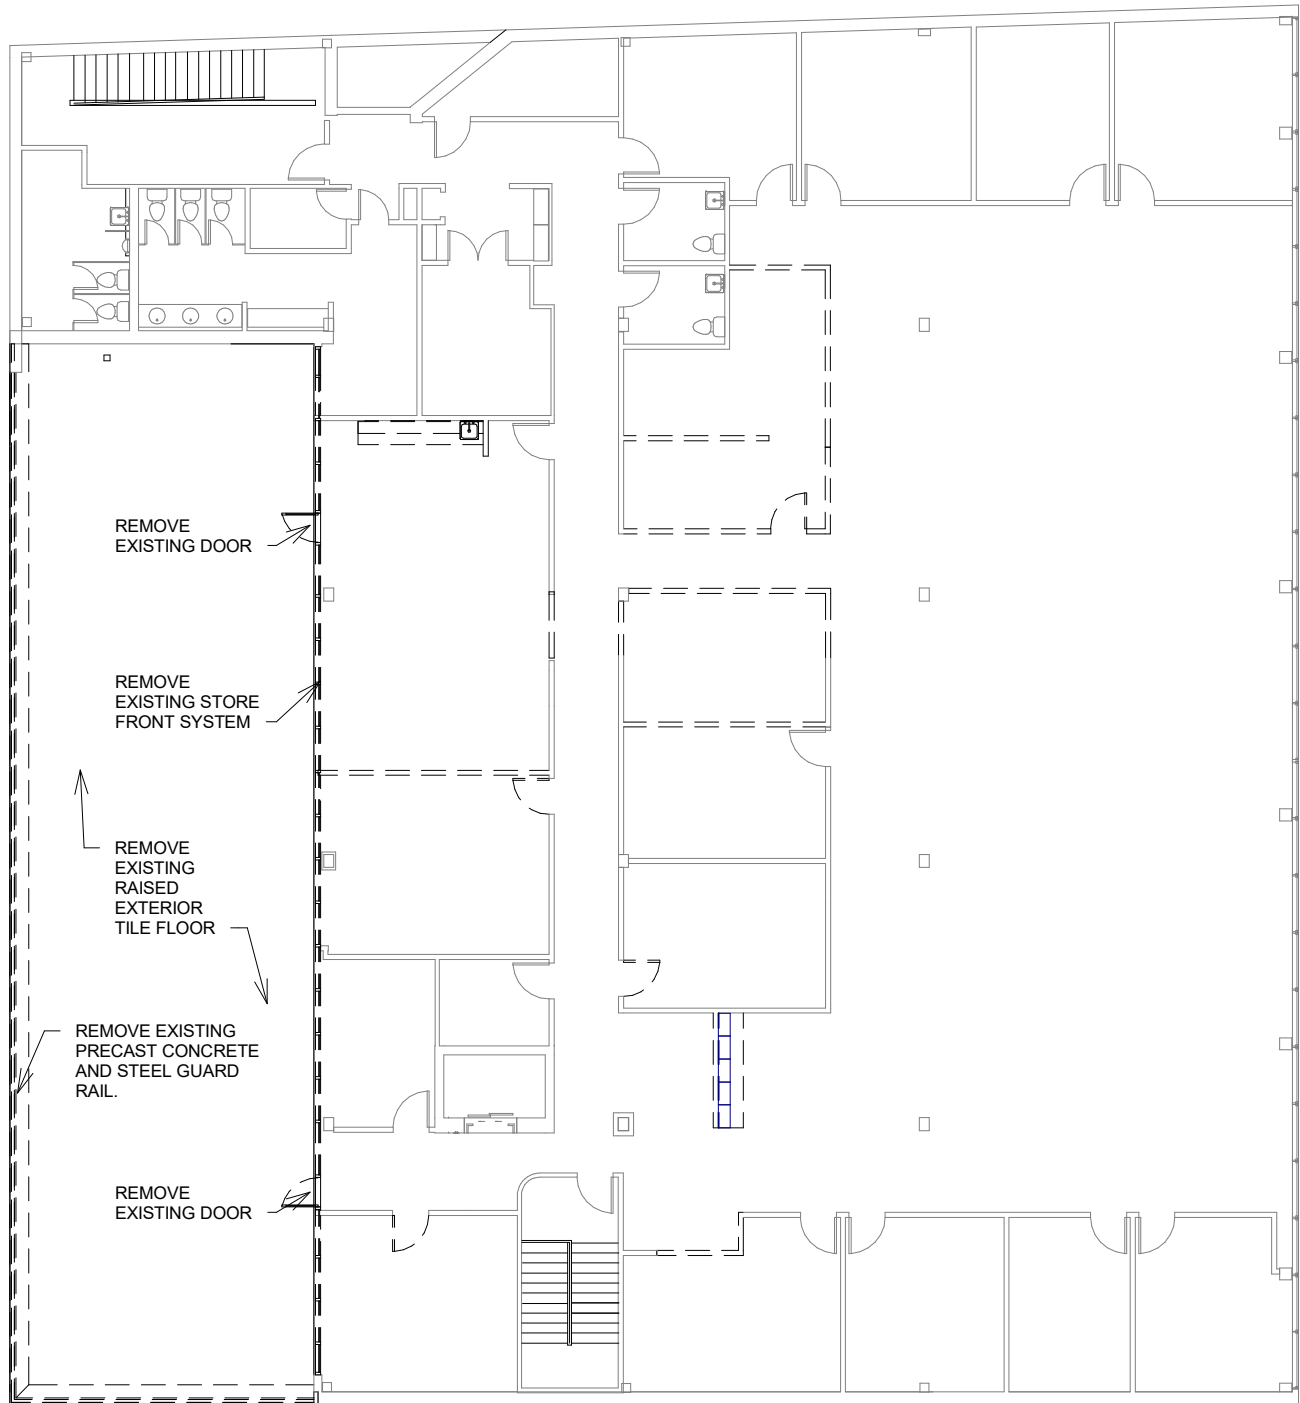 REMOVE
EXISTING DOOR
REMOVE
EXISTING STORE
FRONT SYSTEM
REMOVE
EXISTING
RAISED
EXTERIOR
TILE FLOOR
REMOVE EXISTING
PRECAST CONCRETE
AND STEEL GUARD
RAIL.
REMOVE
EXISTING DOOR